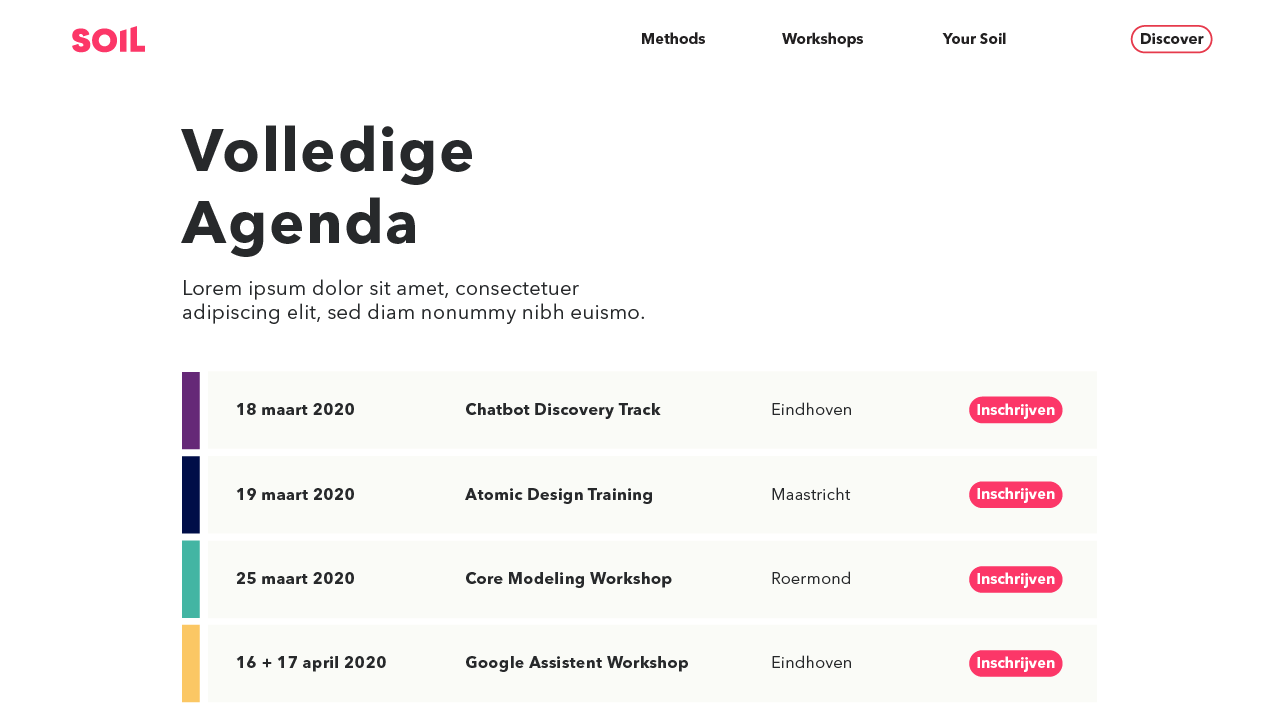 SOIL
Methods
Workshops
Your Soil
Discover
Volledige
Agenda
Lorem ipsum dolor sit amet, consectetuer
adipiscing elit, sed diam nonummy nibh euismo.
18 maart 2020 Chatbot Discovery Track Eindhoven Inschrijven
19 maart 2020 Atomic Design Training Maastricht Inschrijven
25 maart 2020 Core Modeling Workshop Roermond Inschrijven
16 + 17 april 2020 Google Assistent Workshop Eindhoven Inschrijven